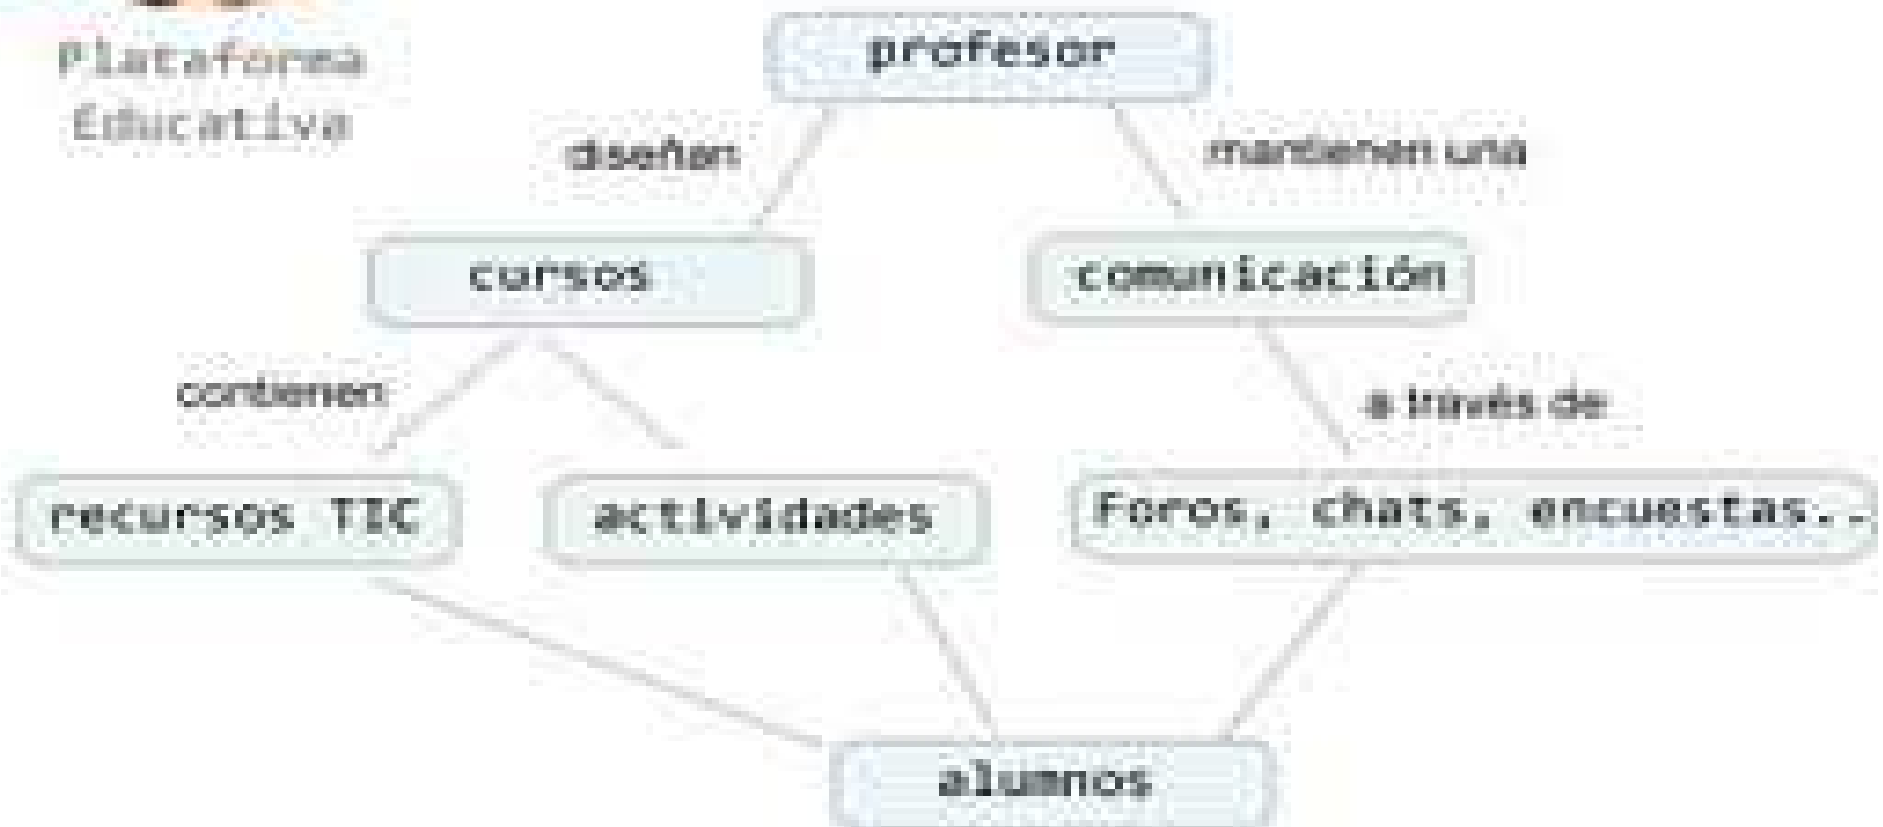 Plataforma
Educativa
profesor
diseñan
mantienen una
cursos
comunicación
contienen
a través de
recursos TIC
actividades
Foros, chats, encuestas..
alumnos